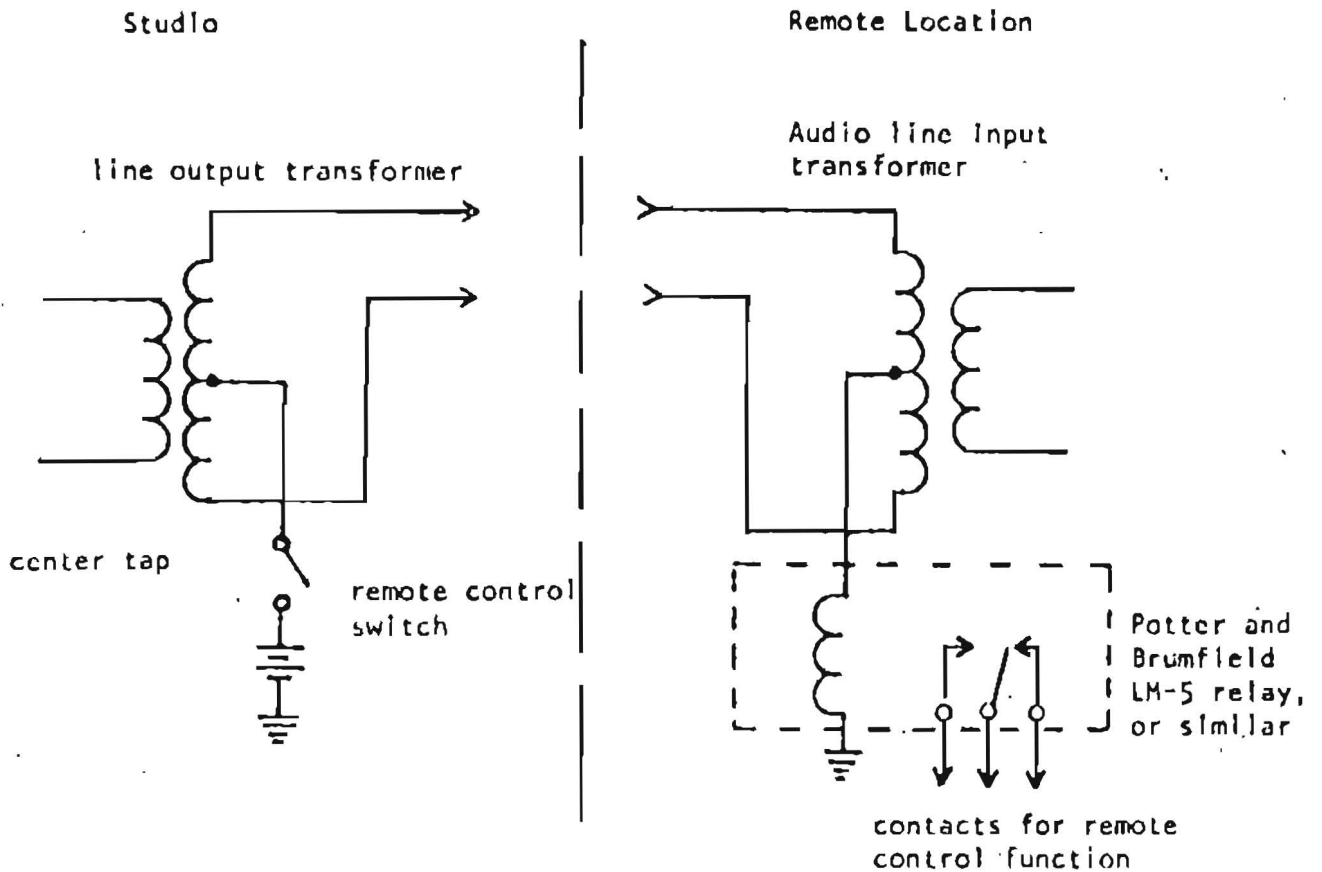 Studio
Remote Location
line output transformer
Audio line Input
transformer
center tap
remote control
switch
Potter and
Brumfield
LM-5 relay,
or similar
contacts for remote
control function